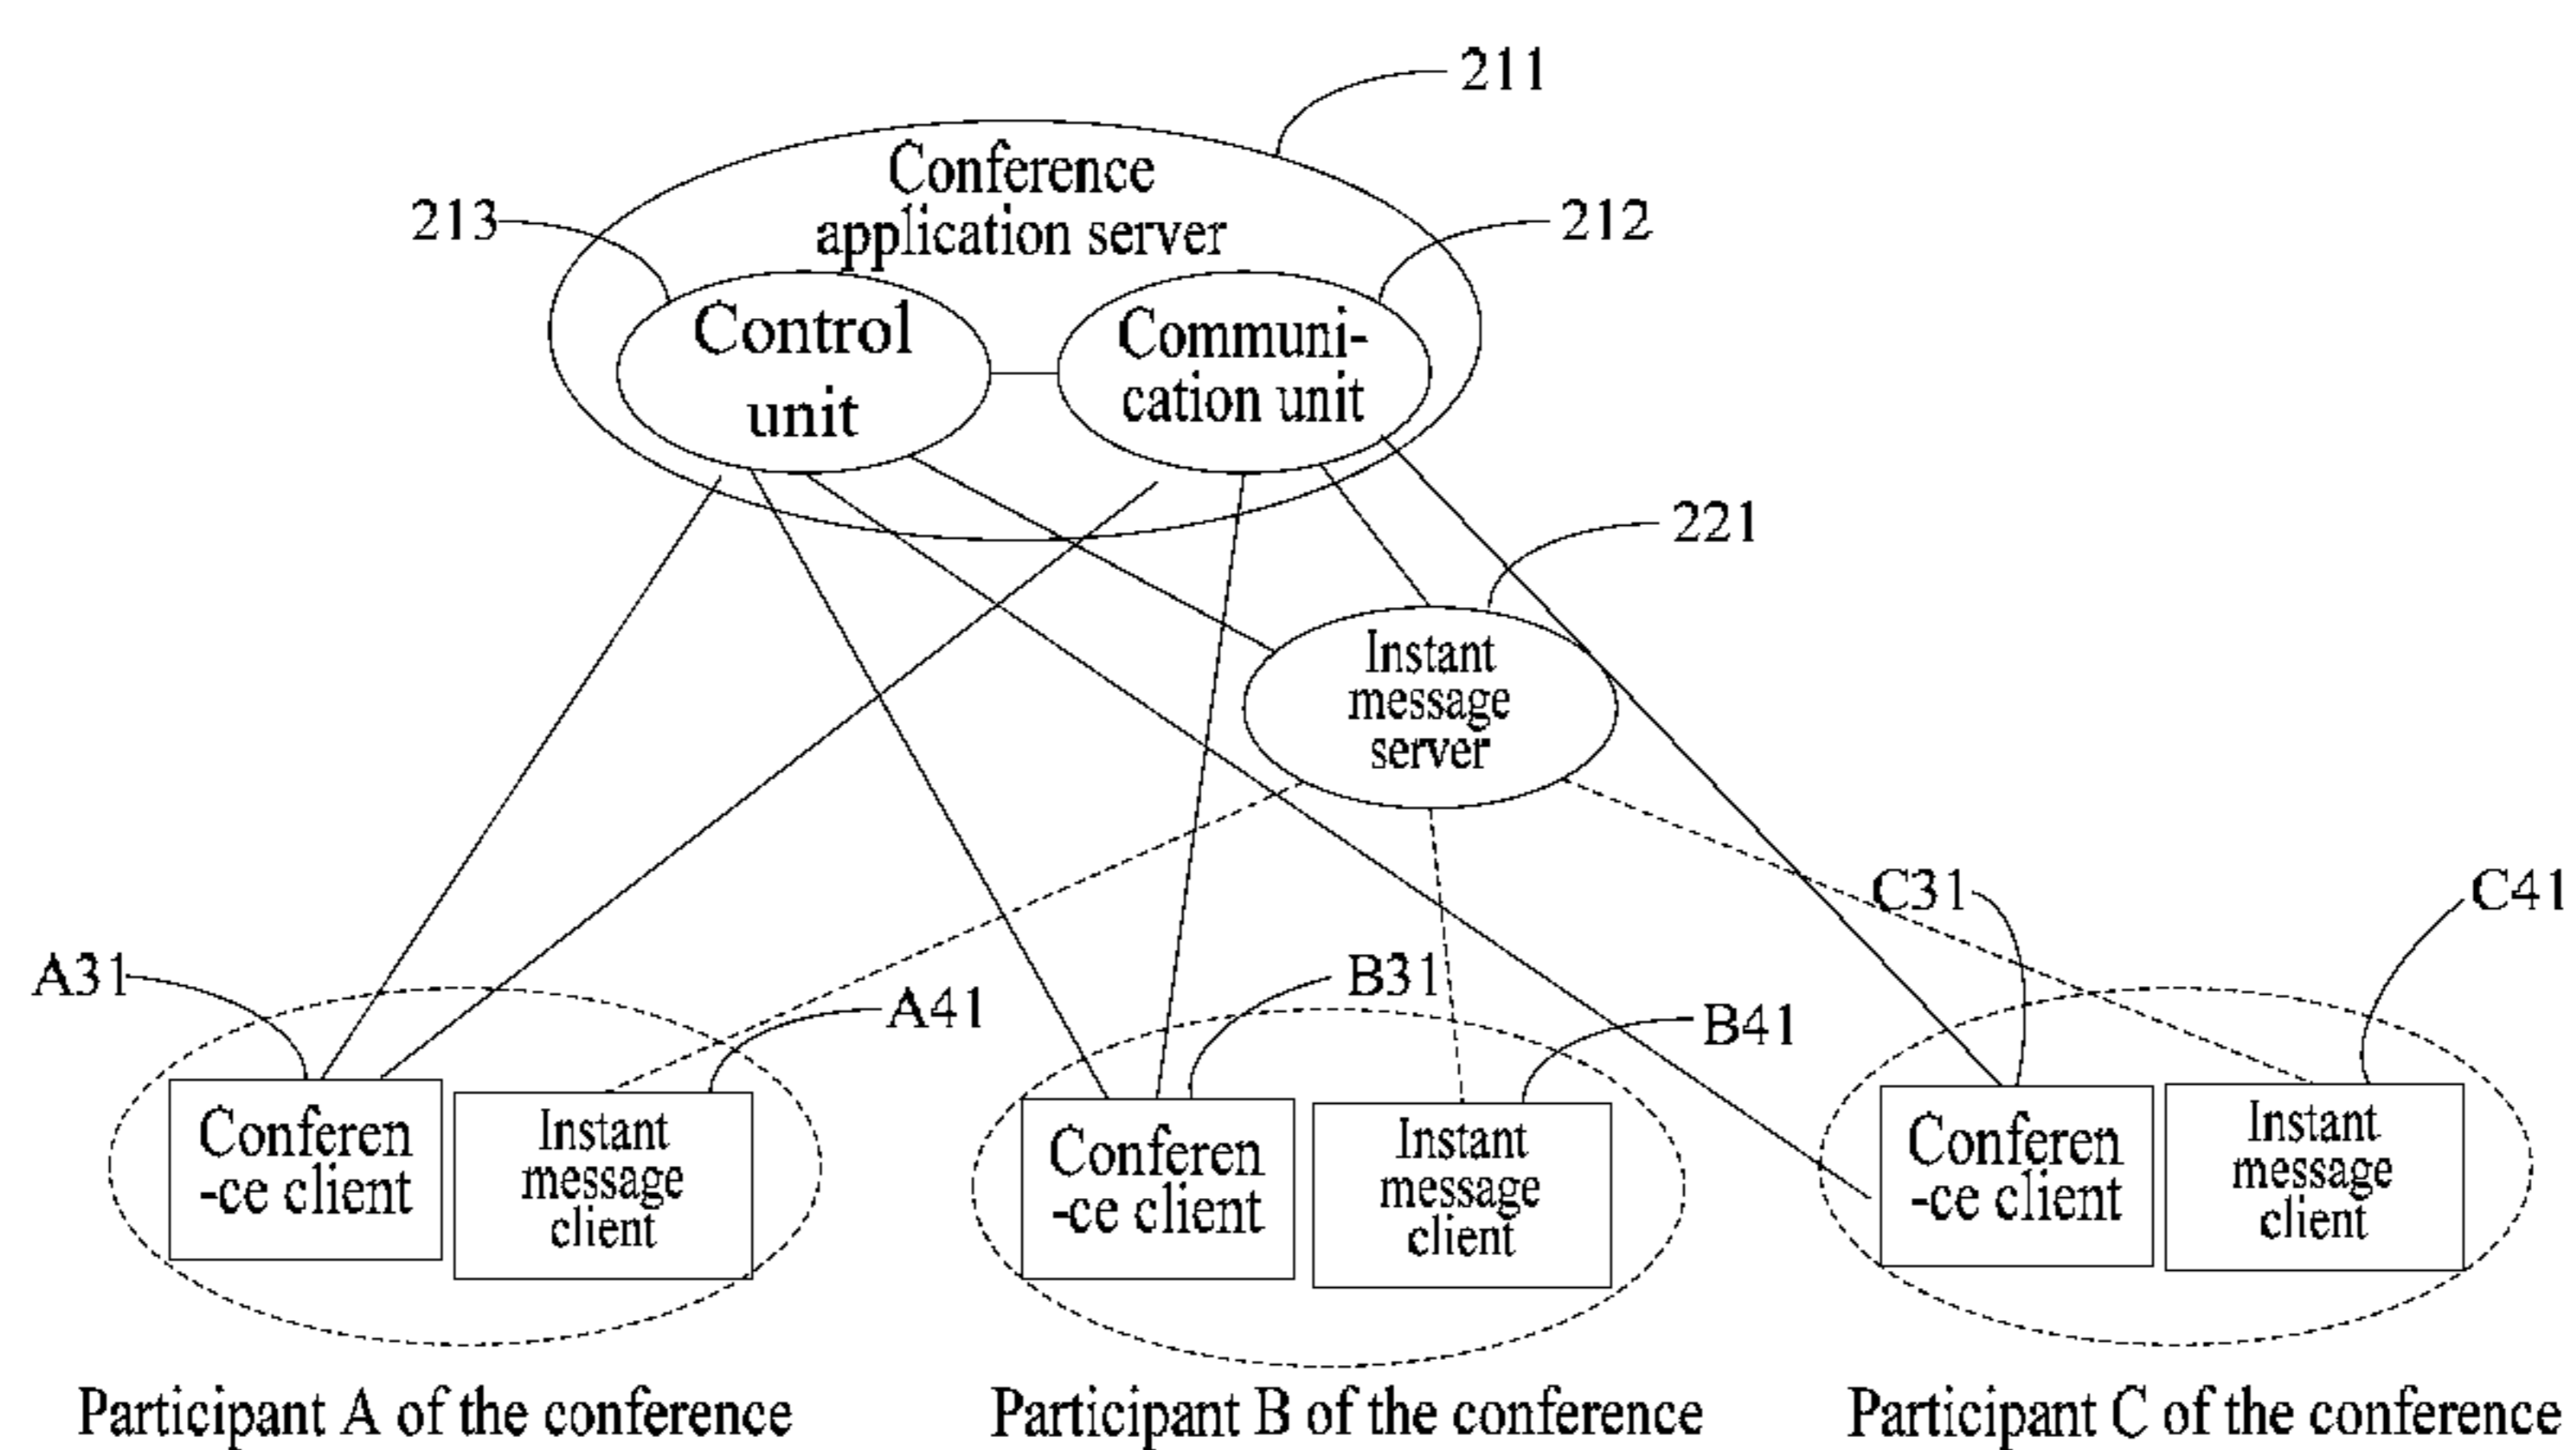 211
Conference
application server
213
212
Control
unit
Communi-
cation unit
221
Instant
message
server
C31
C41
A31
A41
B31
B41
Conferen
-ce client
Instant
message
client
Conferen
-ce client
Instant
message
client
Conferen
-ce client
Instant
message
client
Participant A of the conference
Participant B of the conference
Participant C of the conference